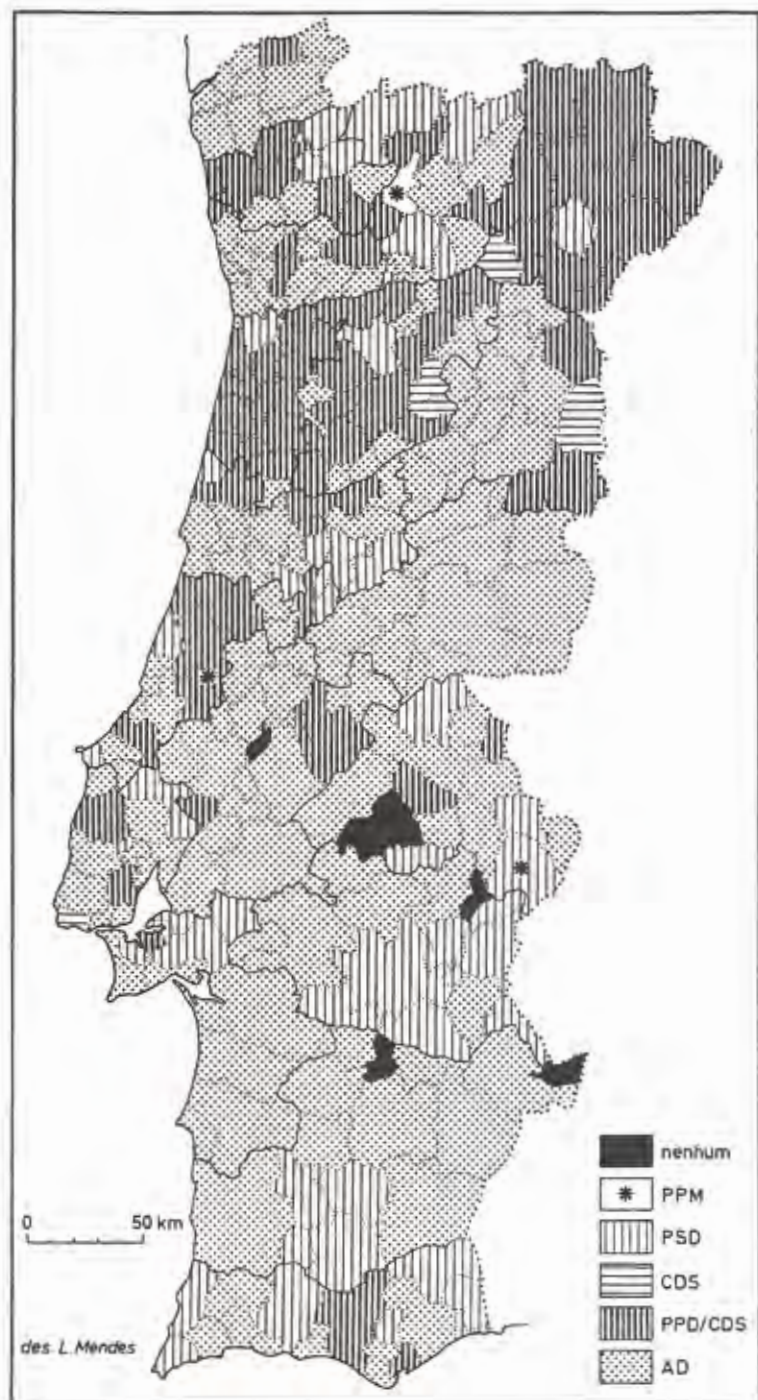 nenhum
PPM
PSD
CDS
PPD/CDS
AD
0 50 km
des. L. Mendes